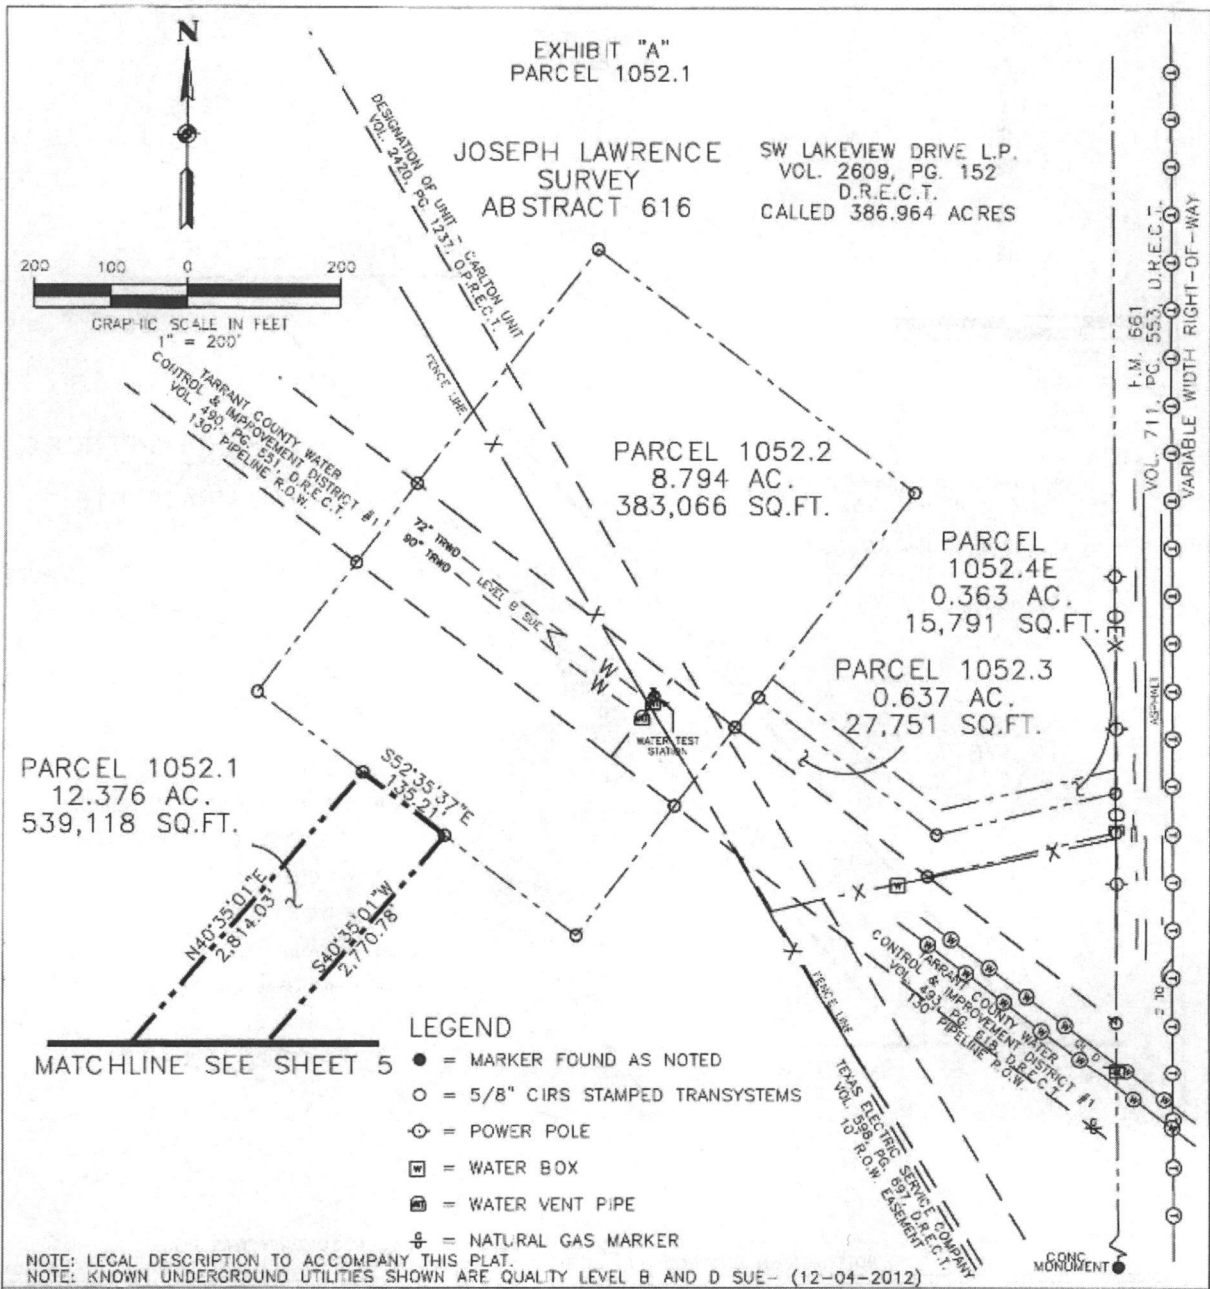 N
EXHIBIT "A"
PARCEL 1052.1
JOSEPH LAWRENCE
SURVEY
ABSTRACT 616
SW LAKEVIEW DRIVE L.P.
VOL. 2609, PG. 152
D.R.E.C.T.
CALLED 386.964 ACRES
DESIGNATION OF UNIT - CARLTON UNIT
VOL. 2420, PG. 1237, O.P.R.E.C.T.
200 100 0 200
GRAPHIC SCALE IN FEET
1" = 200'
F.M. 661
VOL. 711, PG. 553, D.R.E.C.T.
VARIABLE WIDTH RIGHT-OF-WAY
TARRANT COUNTY WATER
CONTROL & IMPROVEMENT DISTRICT #1
VOL. 490, PG. 551, D.R.E.C.T.
130' PIPELINE R.O.W.
FENCE LINE
X
PARCEL 1052.2
8.794 AC.
383,066 SQ.FT.
72" TRWD
90" TRWD
LEVEL B SUE
W
W
W
W
X
PARCEL
1052.4E
0.363 AC.
15,791 SQ.FT.
PARCEL 1052.3
0.637 AC.
27,751 SQ.FT.
ASPHALT
WATER TEST
STATION
PARCEL 1052.1
12.376 AC.
539,118 SQ.FT.
S52°35'37"E
135.21'
N40°35'01"E
2,814.03'
S40°35'01"W
2,770.78'
X
W
X
X
FENCE LINE
TARRANT COUNTY WATER
CONTROL & IMPROVEMENT DISTRICT #1
VOL. 493, PG. 618, D.R.E.C.T.
130' PIPELINE R.O.W.
MATCHLINE SEE SHEET 5
TEXAS ELECTRIC SERVICE COMPANY
VOL. 598 PG. 697, D.R.E.C.T.
10' R.O.W. EASEMENT
LEGEND
= MARKER FOUND AS NOTED
= 5/8" CIRS STAMPED TRANSYSTEMS
= POWER POLE
W = WATER BOX
= WATER VENT PIPE
= NATURAL GAS MARKER
CONC.
MONUMENT
NOTE: LEGAL DESCRIPTION TO ACCOMPANY THIS PLAT.
NOTE: KNOWN UNDERGROUND UTILITIES SHOWN ARE QUALITY LEVEL B AND D SUE- (12-04-2012)